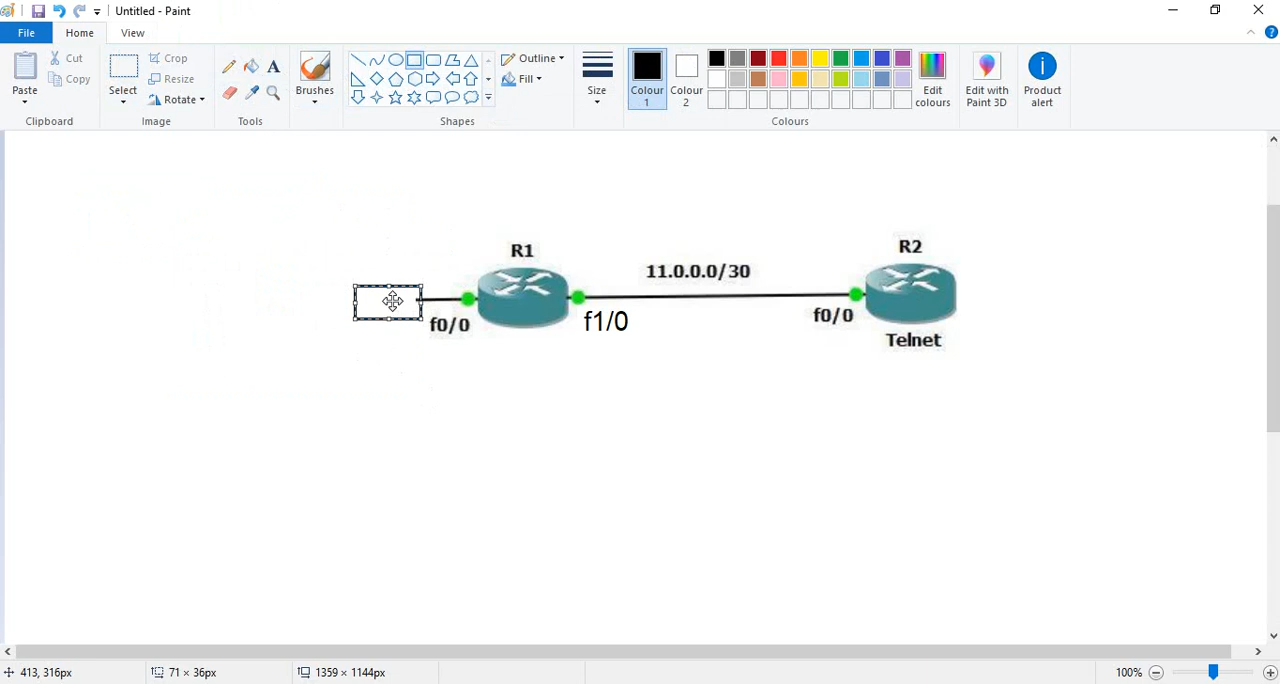 Untitled - Paint
File
Home
View
Paste
Cut
Copy
Clipboard
Select
Crop
Resize
Rotate
Image
A
Tools
Brushes
Shapes
Outline
Fill
Size
Colour 1
Colour 2
Edit colours
Edit with Paint 3D
Product alert
Colours
R1
R2
11.0.0.0/30
f0/0
f1/0
f0/0
Telnet
413, 316px
71 × 36px
1359 × 1144px
100%